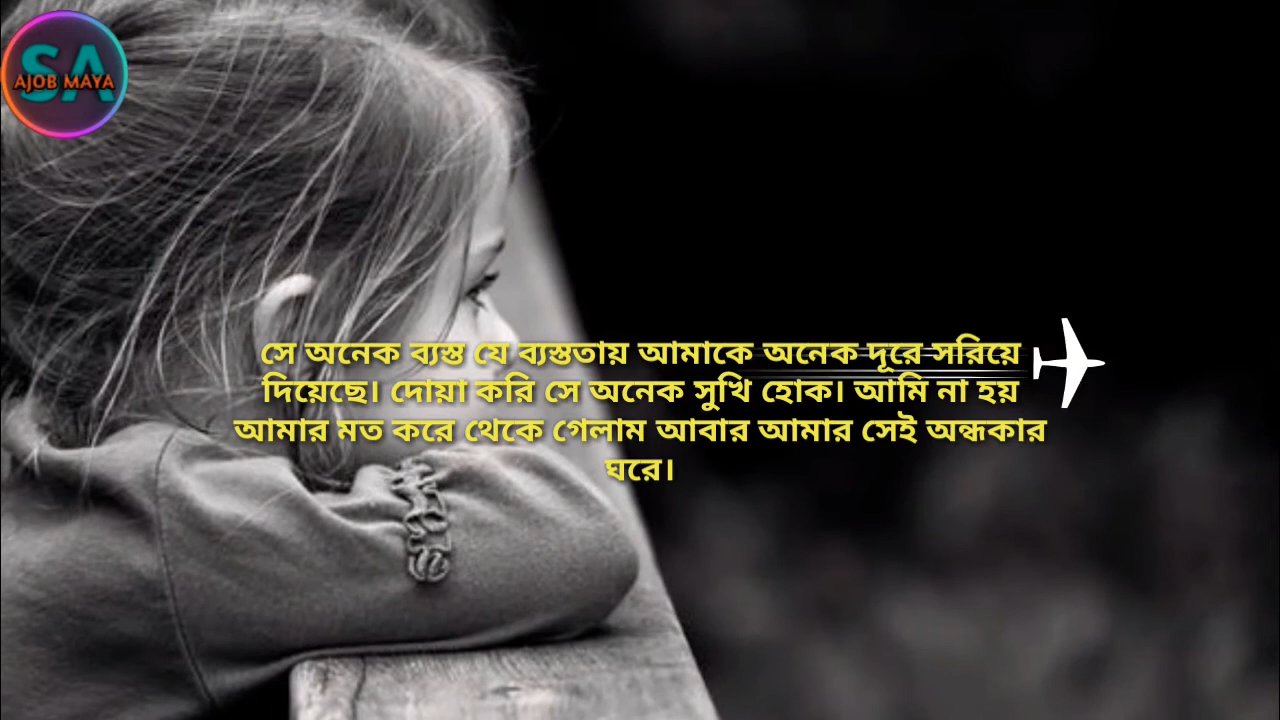 SA
AJOB MAYA
সে অনেক ব্যস্ত যে ব্যস্ততায় আমাকে অনেক দূরে সরিয়ে
দিয়েছে। দোয়া করি সে অনেক সুখি হোক। আমি না হয়
আমার মত করে থেকে গেলাম আবার আমার সেই অন্ধকার
ঘরে।